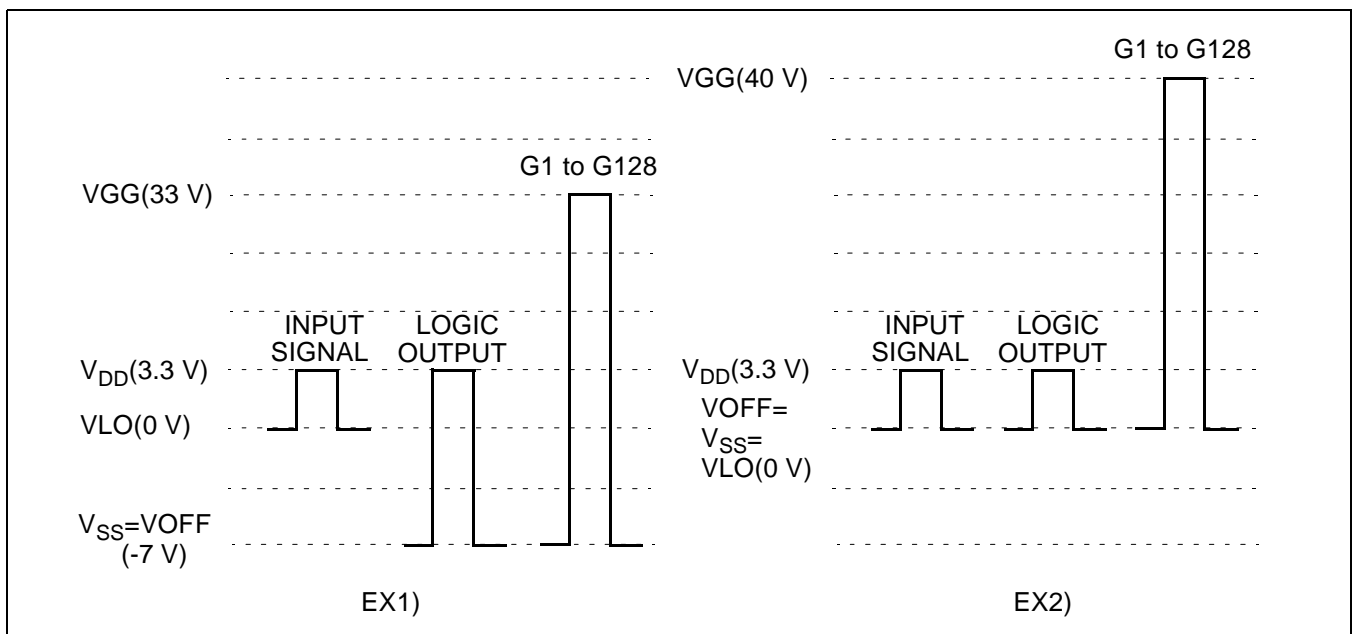 G1 to G128
VGG(33 V)
INPUT
SIGNAL
LOGIC
OUTPUT
VDD(3.3 V)
VLO(0 V)
VSS=VOFF
(-7 V)
EX1)
G1 to G128
VGG(40 V)
INPUT
SIGNAL
LOGIC
OUTPUT
VDD(3.3 V)
VOFF=
VSS=
VLO(0 V)
EX2)